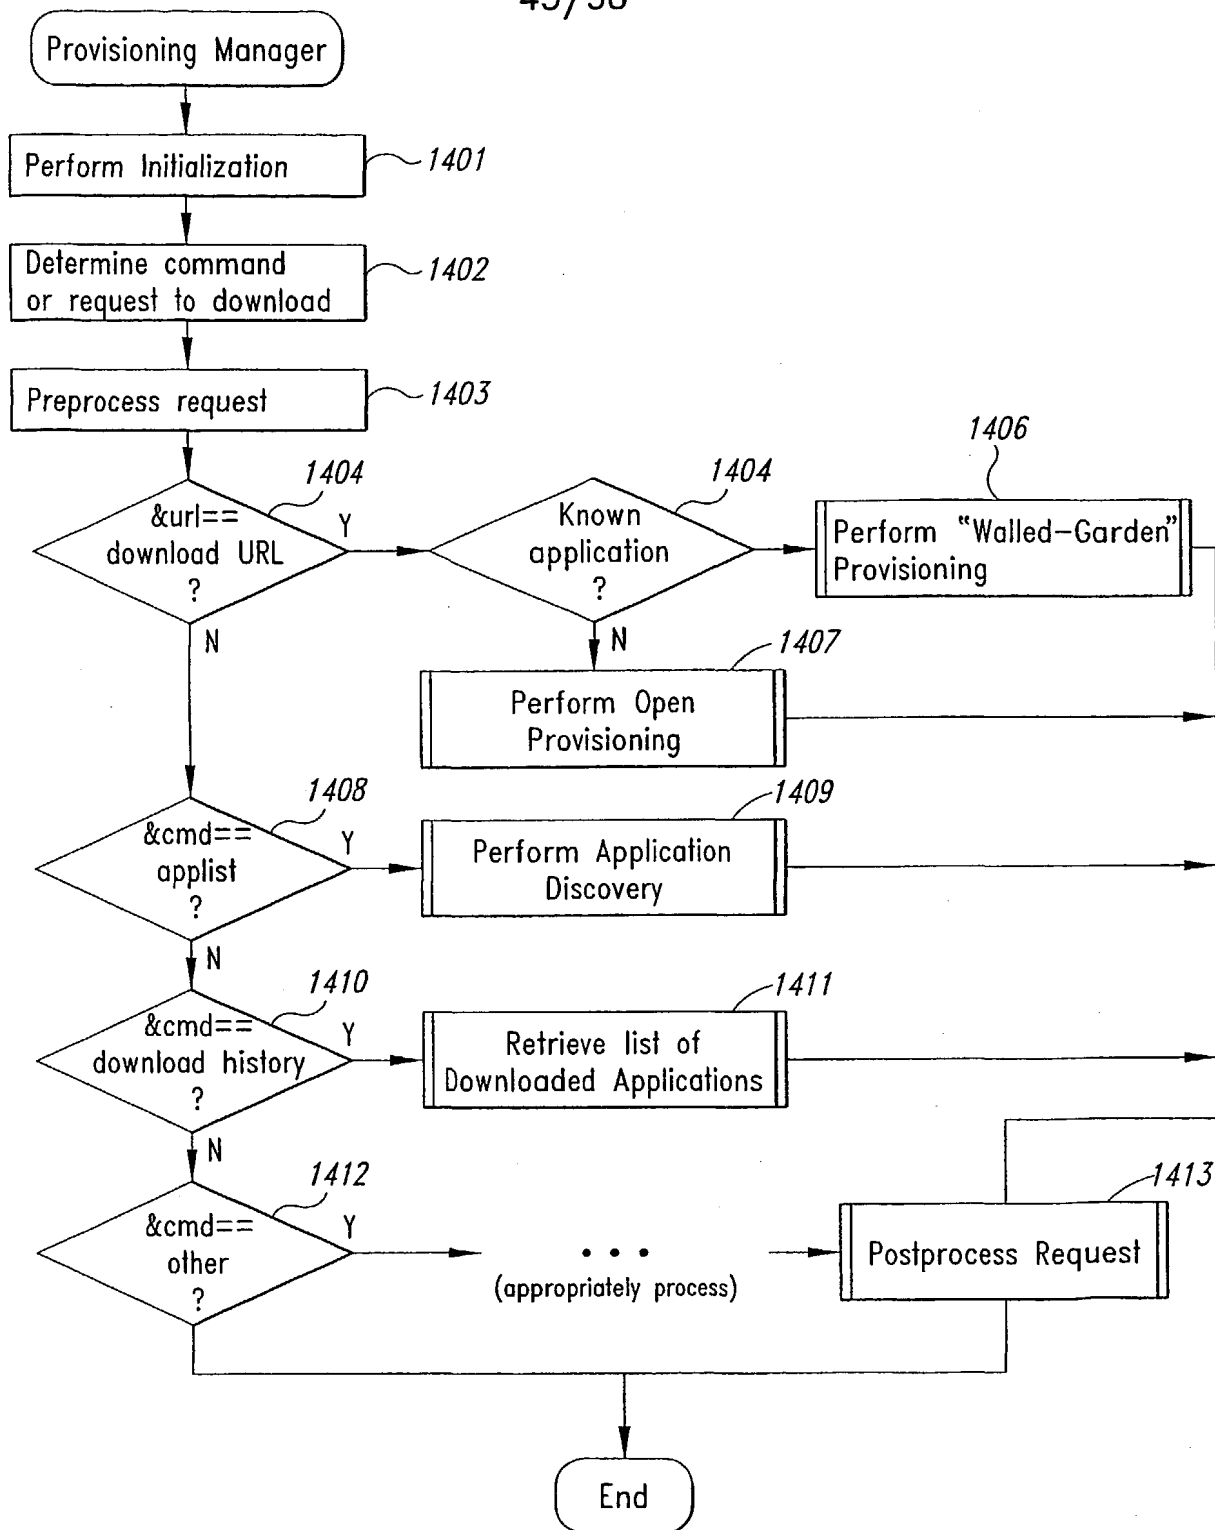 Provisioning Manager
Perform Initialization
1401
Determine command
or request to download
1402
Preprocess request
1403
&url==
download URL
?
1404
Y
N
Known
application
?
1404
N
1406
Perform "Walled-Garden"
Provisioning
1407
Perform Open
Provisioning
&cmd==
applist
?
1408
Y
N
1409
Perform Application
Discovery
&cmd==
download history
?
1410
Y
N
1411
Retrieve list of
Downloaded Applications
&cmd==
other
?
1412
Y
• • •
(appropriately process)
1413
Postprocess Request
End